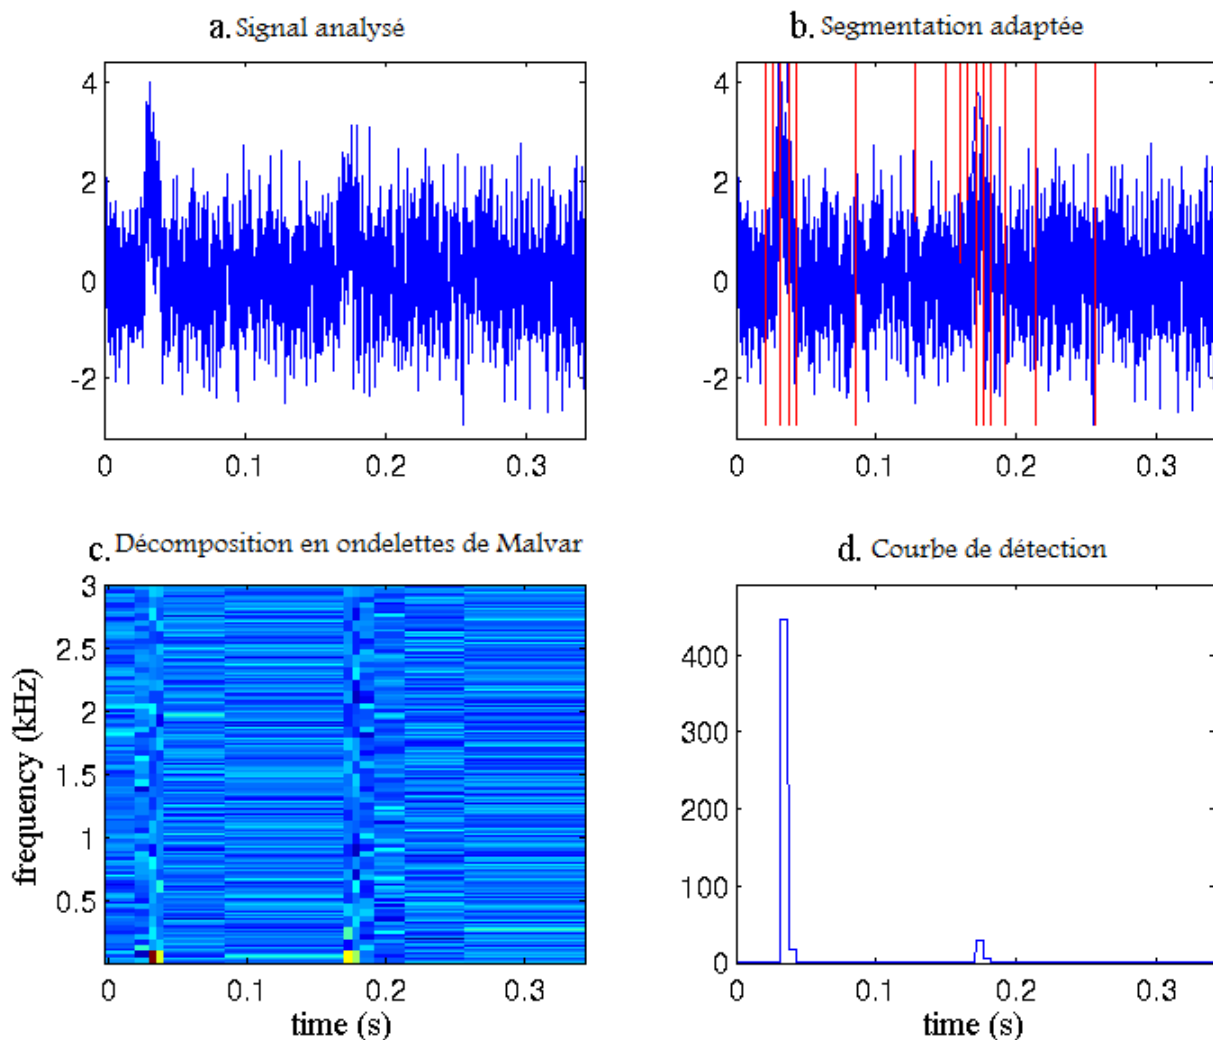 a. Signal analysé
b. Segmentation adaptée
4
2
0
-2
0 0.1 0.2 0.3
4
2
0
-2
0 0.1 0.2 0.3
c. Décomposition en ondelettes de Malvar
d. Courbe de détection
frequency (kHz)
3
2.5
2
1.5
1
0.5
0 0.1 0.2 0.3
time (s)
400
300
200
100
0
0 0.1 0.2 0.3
time (s)